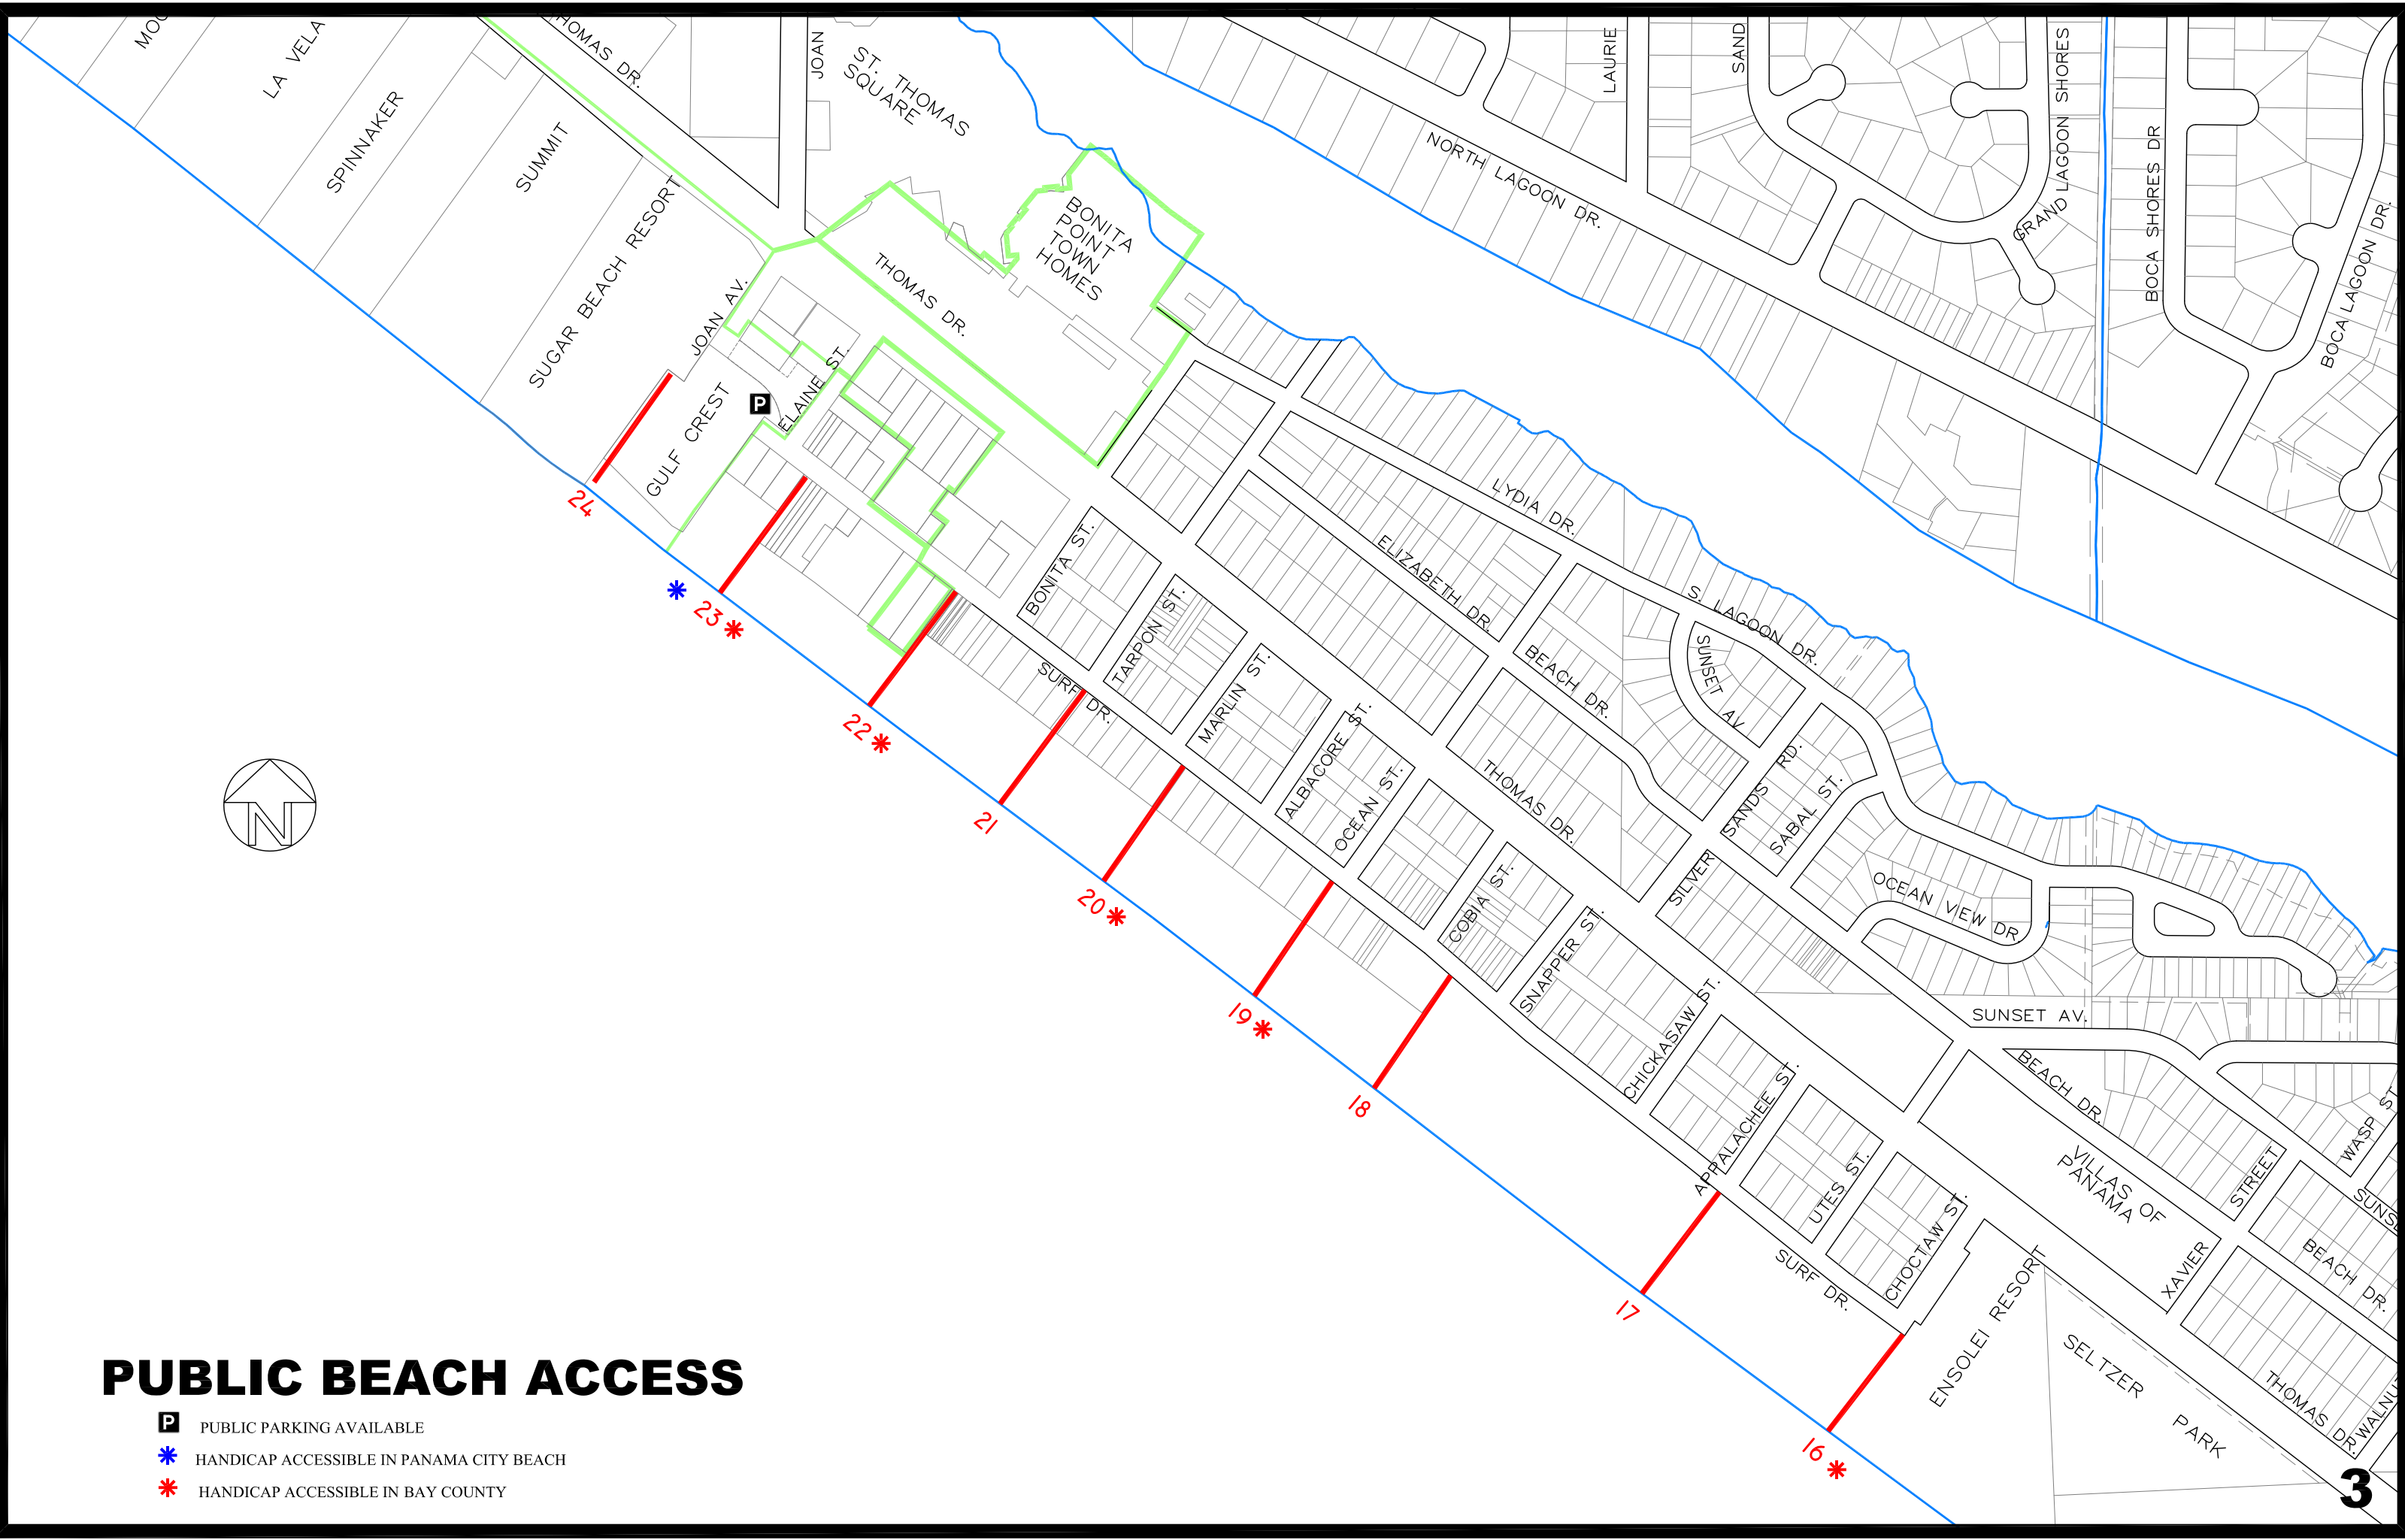 THOMAS DR.
JOAN
ST. THOMAS
SQUARE
LAURIE
SAND
GRAND LAGOON SHORES
BOCA SHORES DR
BOCA LAGOON DR.
NORTH LAGOON DR.
LA VELA
SPINNAKER
SUMMIT
SUGAR BEACH RESORT
BONITA
POINT
TOWN
HOMES
THOMAS DR.
JOAN AV.
ELAINE ST.
P
GULF CREST
24
23
22
21
20
19
18
17
16
LYDIA DR.
ELIZABETH DR.
S. LAGOON DR.
SUNSET AV
BEACH DR.
BONITA ST.
TARPON ST.
MARLIN ST.
ALBACORE ST.
OCEAN ST.
SURF DR.
THOMAS DR.
SILVER SANDS RD.
SABAL ST.
OCEAN VIEW DR.
COBIA ST.
SNAPPER ST.
CHICKASAW ST.
APPALACHEE ST.
UTES ST.
CHOCTAW ST.
SURF DR.
SUNSET AV.
BEACH DR.
VILLAS OF
PANAMA
XAVIER STREET
WASP ST
BEACH DR.
ENSOLEI RESORT
SELTZER PARK
THOMAS DR.
N
PUBLIC BEACH ACCESS
P PUBLIC PARKING AVAILABLE
HANDICAP ACCESSIBLE IN PANAMA CITY BEACH
HANDICAP ACCESSIBLE IN BAY COUNTY
3